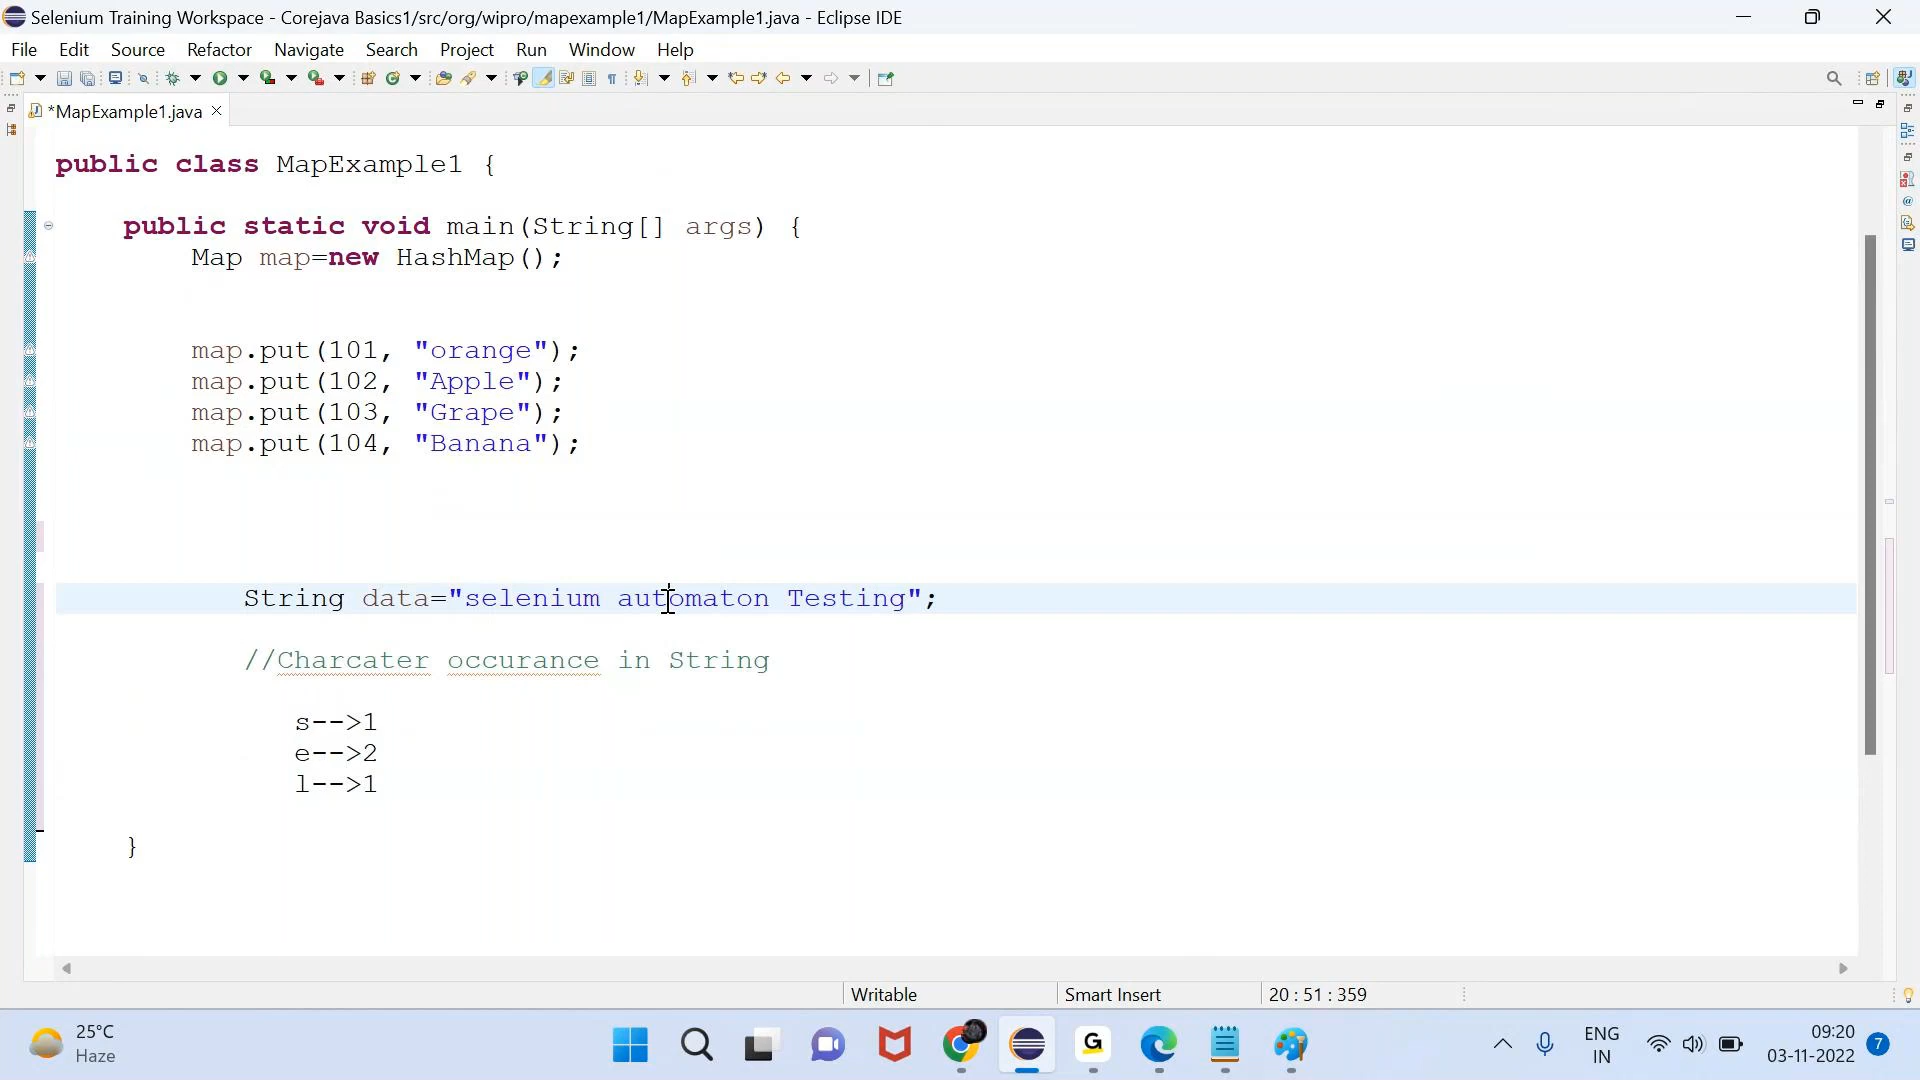 Selenium Training Workspace - Corejava Basics1/src/org/wipro/mapexample1/MapExample1.java - Eclipse IDE
File Edit Source Refactor Navigate Search Project Run Window Help
*MapExample1.java
public class MapExample1 {
public static void main(String[] args) {
Map map=new HashMap();
map.put(101, "orange");
map.put(102, "Apple");
map.put(103, "Grape");
map.put(104, "Banana");
String data="selenium automaton Testing";
//Charcater occurance in String
s-->1
e-->2
l-->1
}
Writable Smart Insert 20 : 51 : 359
25°C
Haze
ENG
IN
09:20
03-11-2022
7